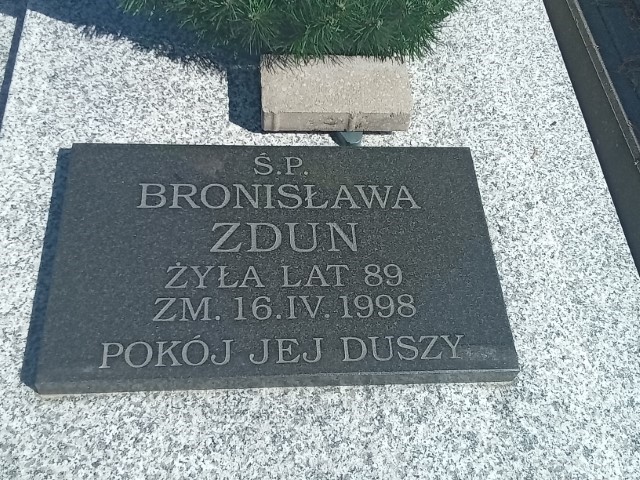 Ś.P.
BRONISŁAWA
ZDUN
ŻYŁA LAT 89
ZM. 16.IV.1998
POKÓJ JEJ DUSZY